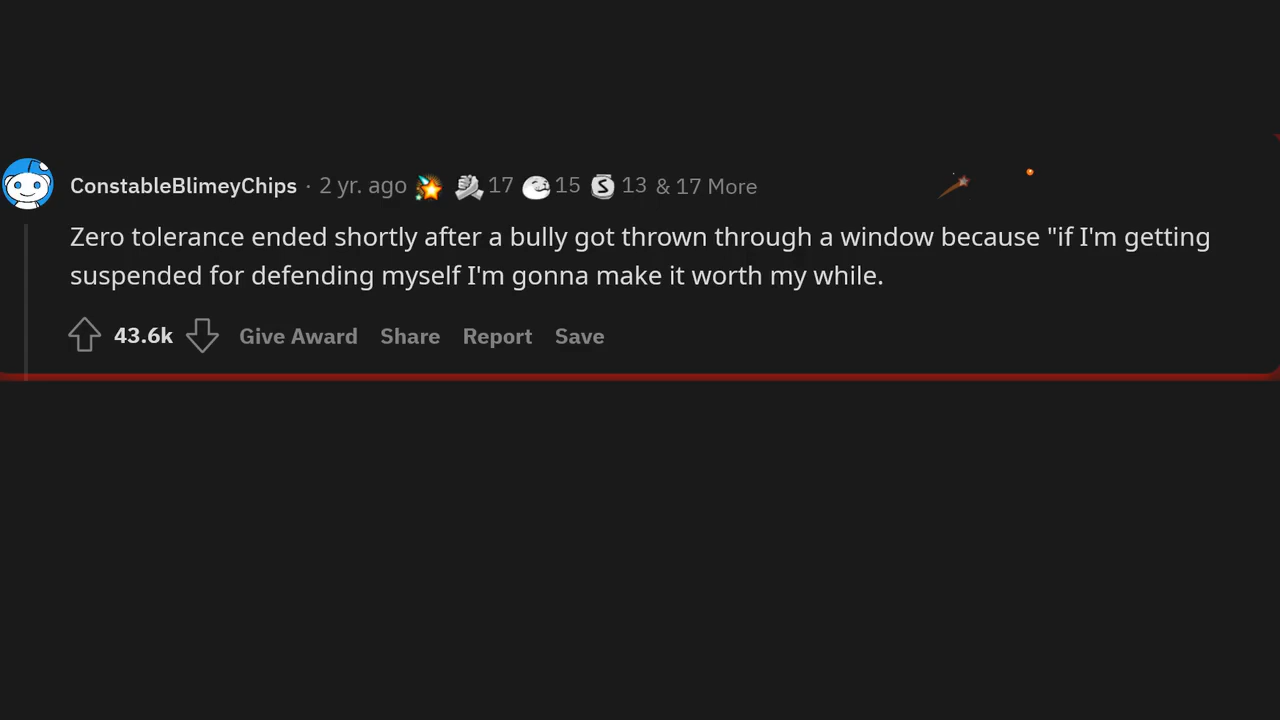 ConstableBlimeyChips · 2 yr. ago 17 15 S 13 & 17 More
Zero tolerance ended shortly after a bully got thrown through a window because "if I'm getting
suspended for defending myself I'm gonna make it worth my while.
43.6k Give Award Share Report Save